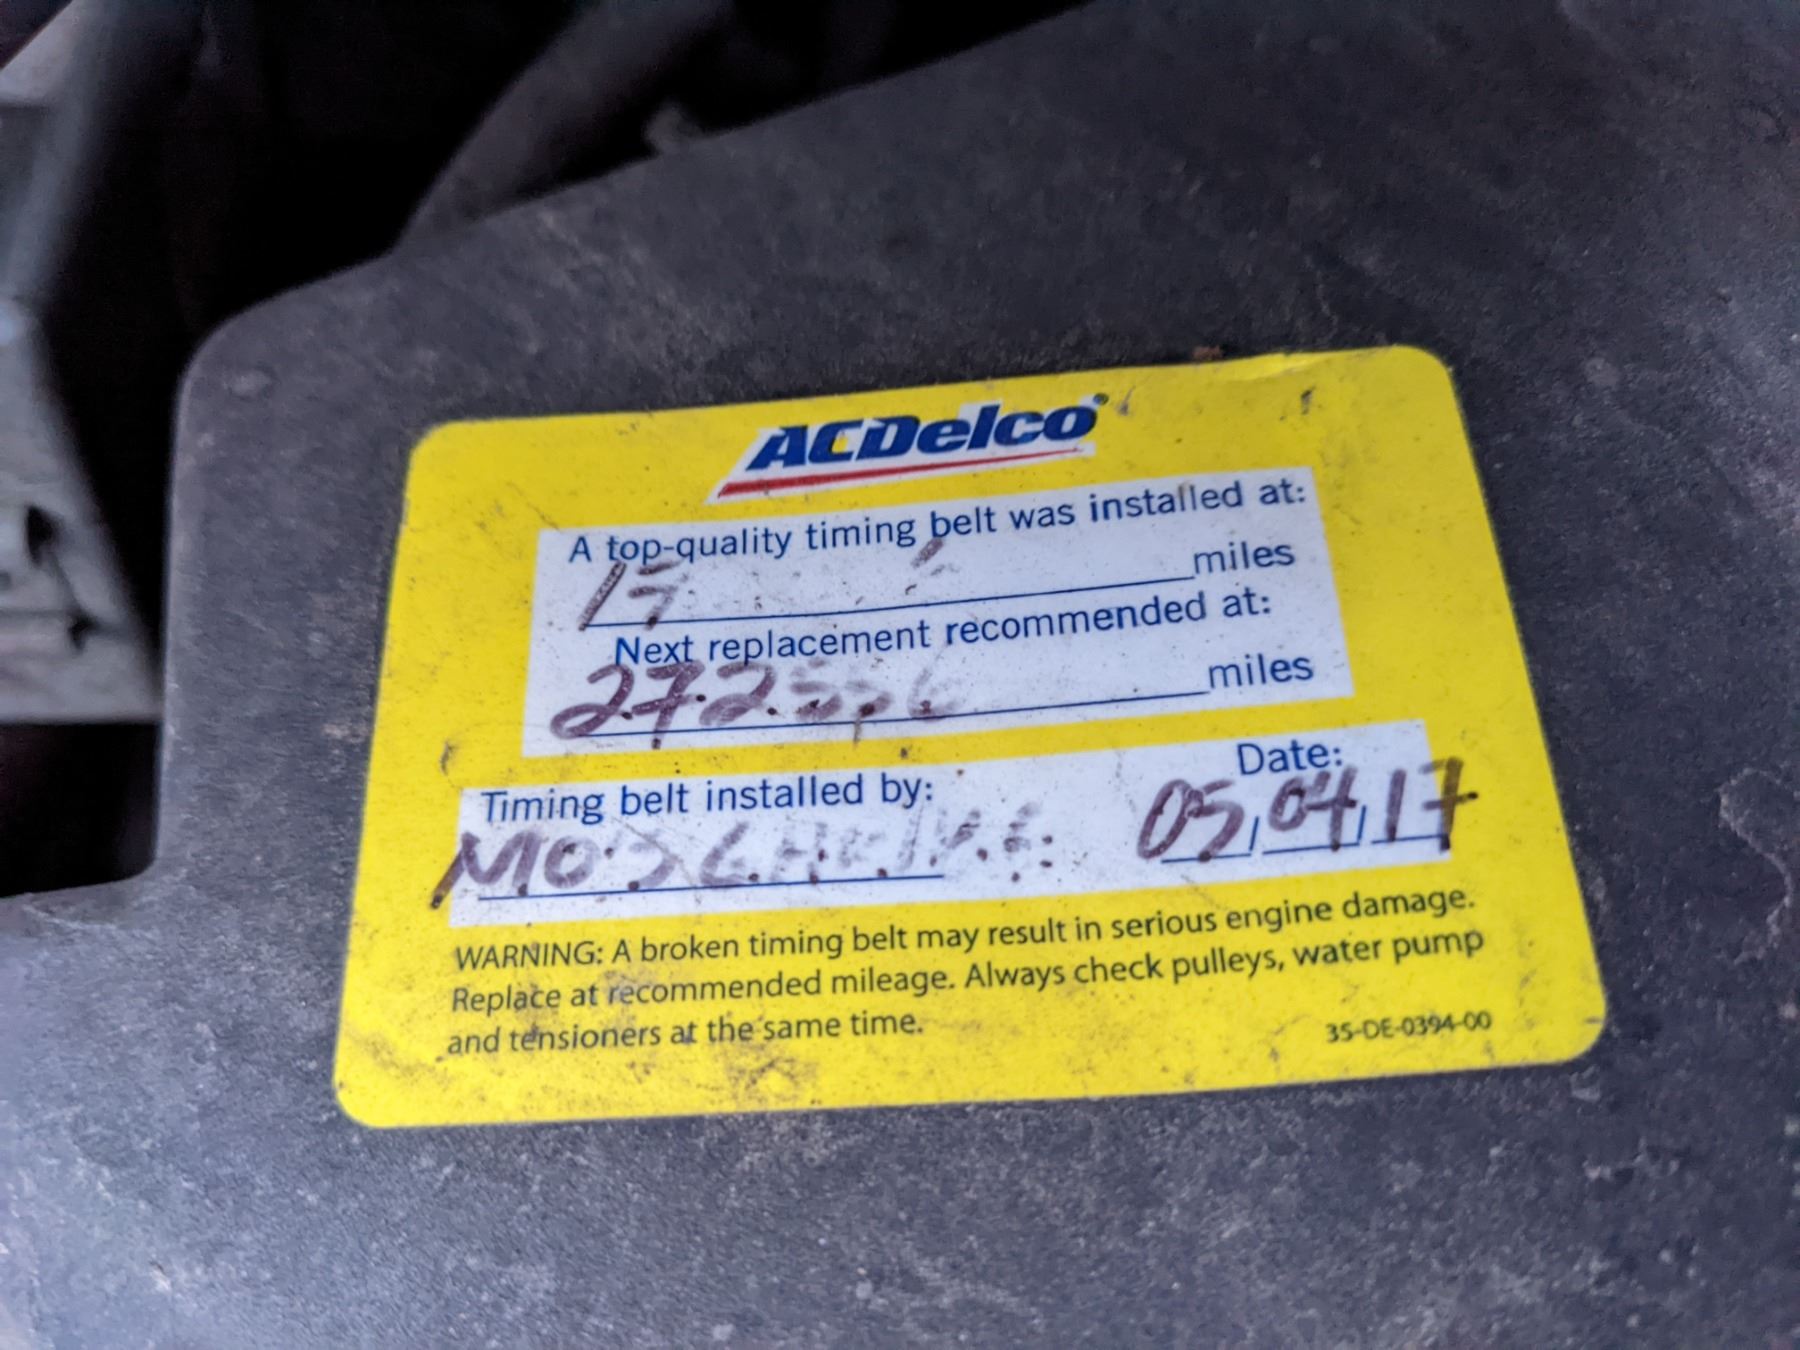 ACDelco
A top-quality timing belt was installed at:
miles
Next replacement recommended at:
272556 miles
Timing belt installed by:
Date:
MO'S
05/04/17
WARNING: A broken timing belt may result in serious engine damage.
Replace at recommended mileage. Always check pulleys, water pump
and tensioners at the same time.
35-DE-0394-00